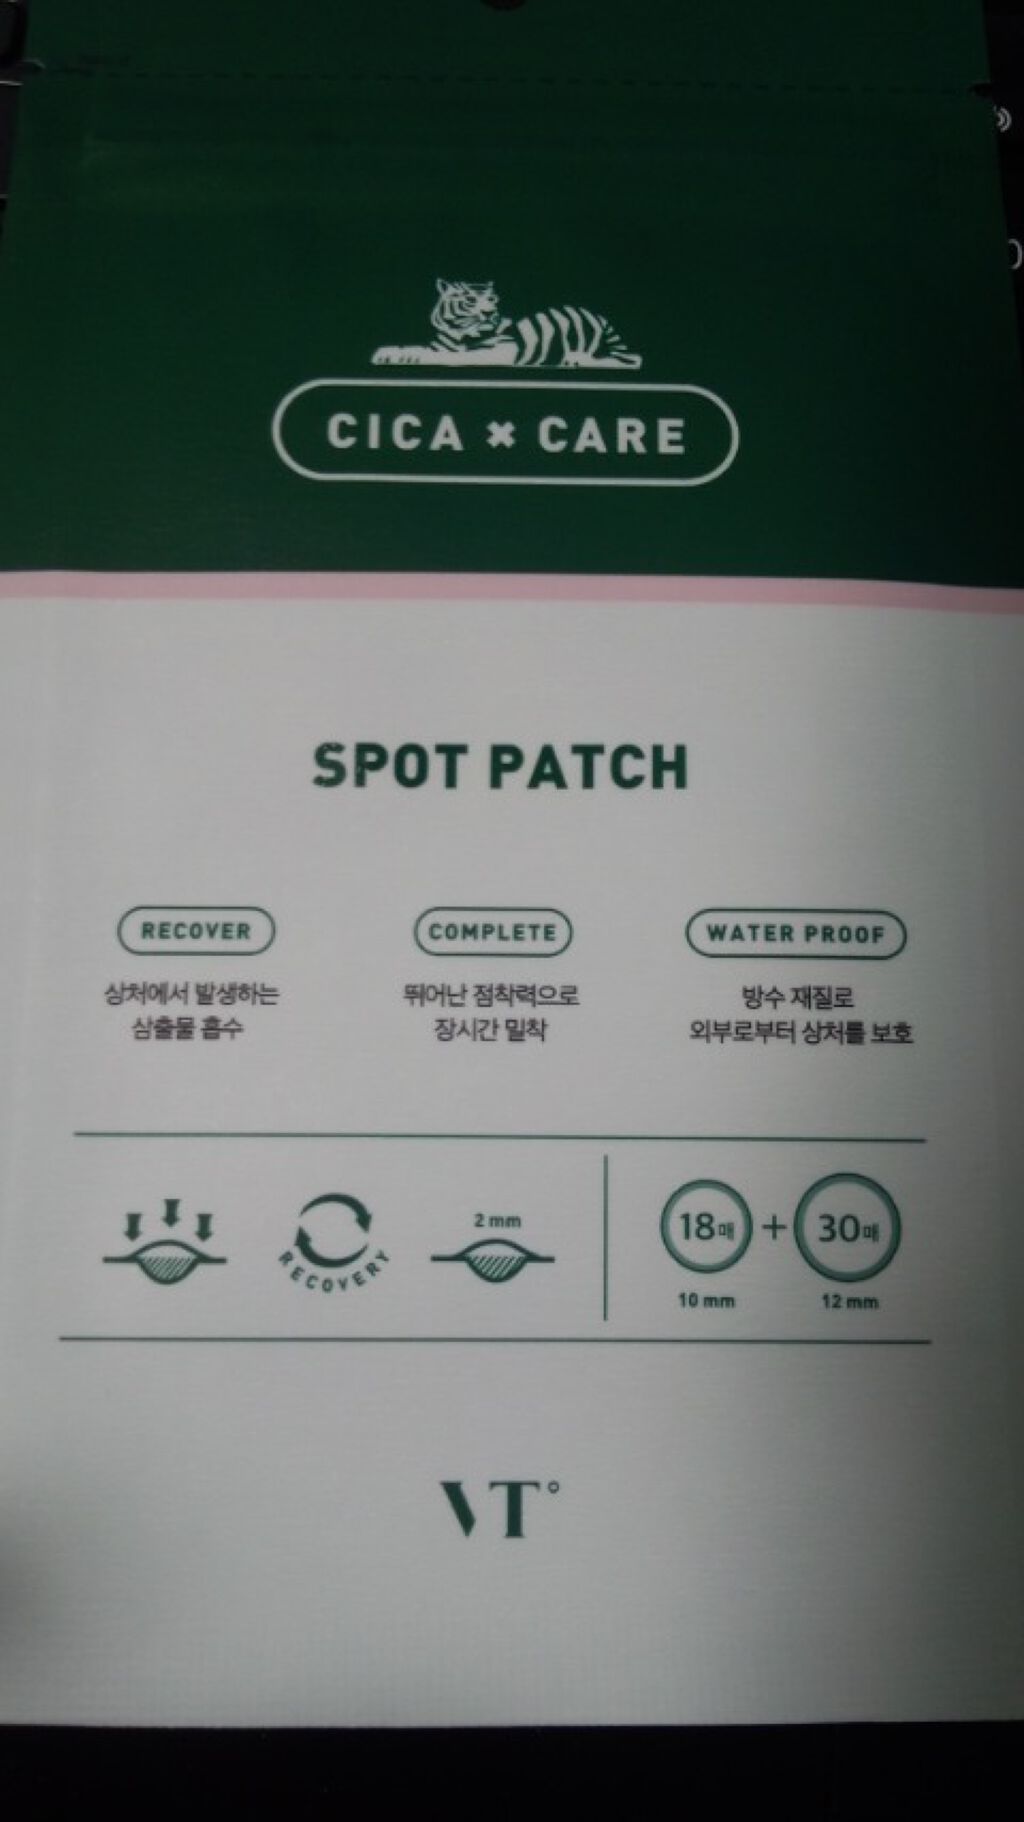 CICA × CARE
SPOT PATCH
RECOVER
상처에서 발생하는
삼출물 흡수
COMPLETE
뛰어난 점착력으로
장시간 밀착
WATER PROOF
방수 재질로
외부로부터 상처를 보호
RECOVERY
2 mm
18매 + 30매
10 mm 12 mm
VT